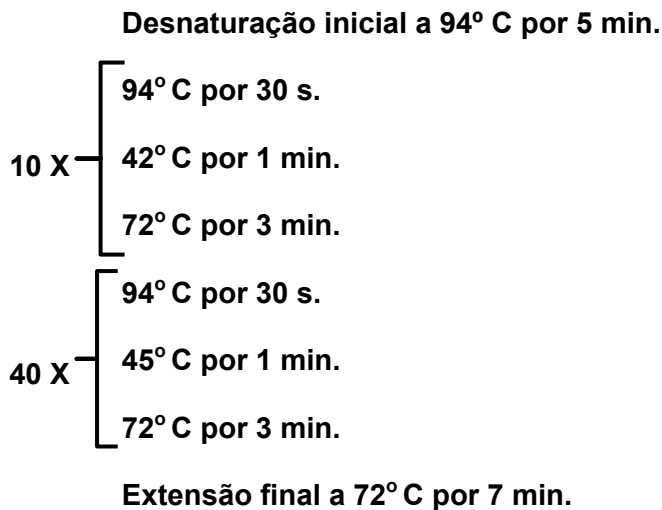 Desnaturação inicial a 94º C por 5 min.
94º C por 30 s.
10 X
42º C por 1 min.
72º C por 3 min.
94º C por 30 s.
40 X
45º C por 1 min.
72º C por 3 min.
Extensão final a 72º C por 7 min.